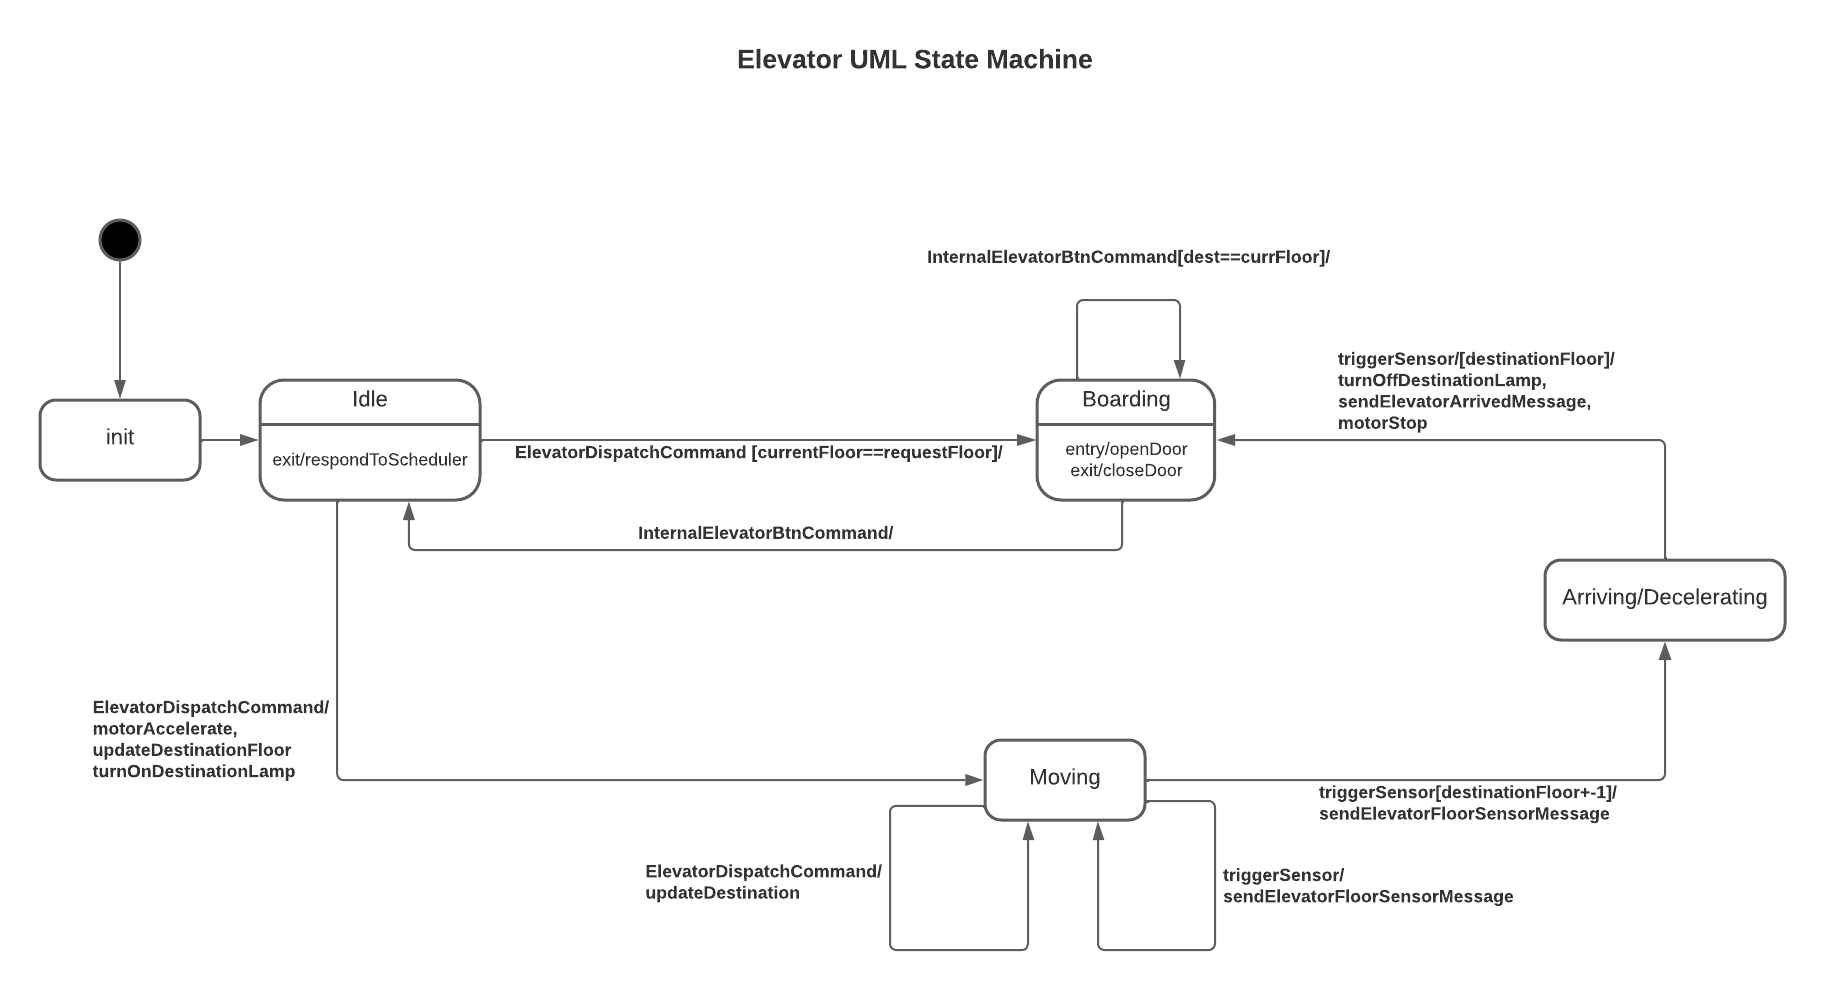 Elevator UML State Machine
InternalElevatorBtnCommand[dest==currFloor]/
triggerSensor/[destinationFloor]/
turnOffDestinationLamp,
sendElevatorArrivedMessage,
motorStop
init
Idle
exit/respondToScheduler
ElevatorDispatchCommand [currentFloor==requestFloor]/
Boarding
entry/openDoor
exit/closeDoor
InternalElevatorBtnCommand/
Arriving/Decelerating
ElevatorDispatchCommand/
motorAccelerate,
updateDestinationFloor
turnOnDestinationLamp
Moving
triggerSensor[destinationFloor+-1]/
sendElevatorFloorSensorMessage
ElevatorDispatchCommand/
updateDestination
triggerSensor/
sendElevatorFloorSensorMessage